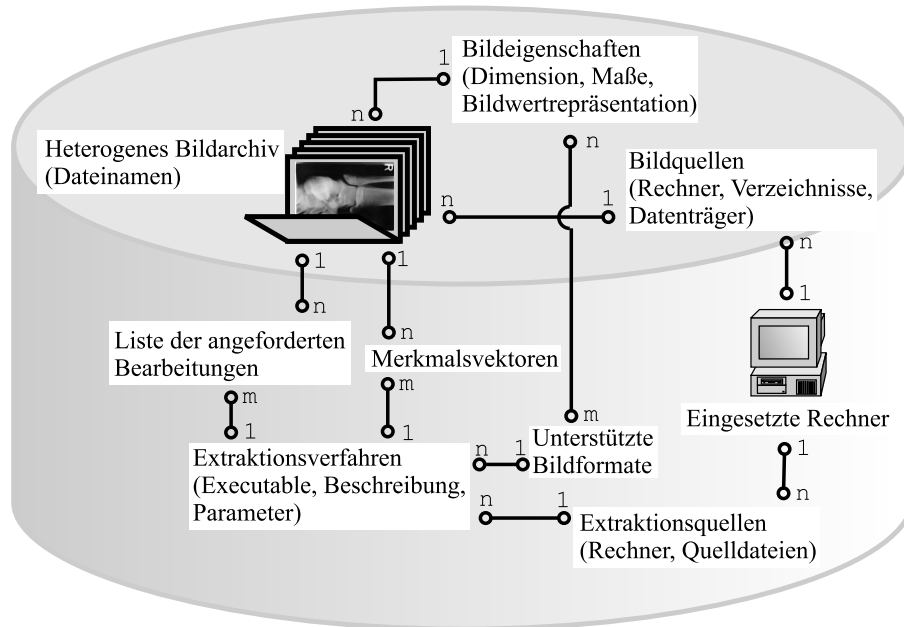 Bildeigenschaften
(Dimension, Maße,
Bildwertrepräsentation)
1
n
Heterogenes Bildarchiv
(Dateinamen)
R
n
1
n
Bildquellen
(Rechner, Verzeichnisse,
Datenträger)
n
1
1
n
1
n
Liste der angeforderten
Bearbeitungen
Merkmalsvektoren
m
1
m
1
m
Eingesetzte Rechner
Extraktionsverfahren
(Executable, Beschreibung,
Parameter)
n
1
Unterstützte
Bildformate
n
1
1
n
Extraktionsquellen
(Rechner, Quelldateien)